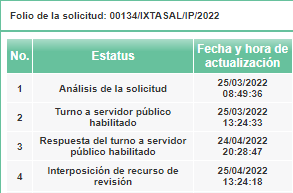 Folio de la solicitud: 00134/IXTASAL/IP/2022
No. Estatus Fecha y hora de actualización
1 Análisis de la solicitud 25/03/2022 08:49:36
2 Turno a servidor público habilitado 25/03/2022 13:24:33
3 Respuesta del turno a servidor público habilitado 24/04/2022 20:28:47
4 Interposición de recurso de revisión 25/04/2022 13:24:18